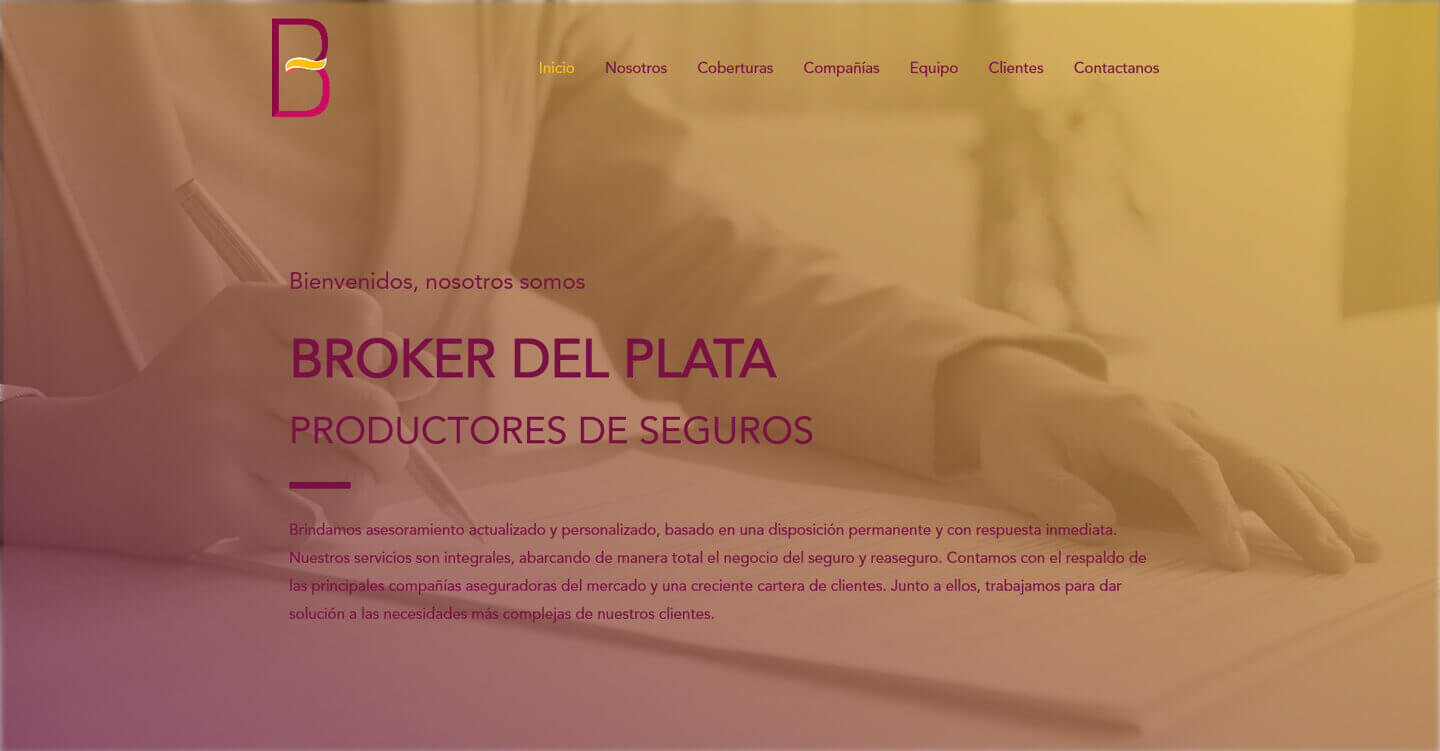 B
Inicio Nosotros Coberturas Compañías Equipo Clientes Contactanos
Bienvenidos, nosotros somos
BROKER DEL PLATA
PRODUCTORES DE SEGUROS
Brindamos asesoramiento actualizado y personalizado, basado en una disposición permanente y con respuesta inmediata.
Nuestros servicios son integrales, abarcando de manera total el negocio del seguro y reaseguro. Contamos con el respaldo de
las principales compañías aseguradoras del mercado y una creciente cartera de clientes. Junto a ellos, trabajamos para dar
solución a las necesidades más complejas de nuestros clientes.